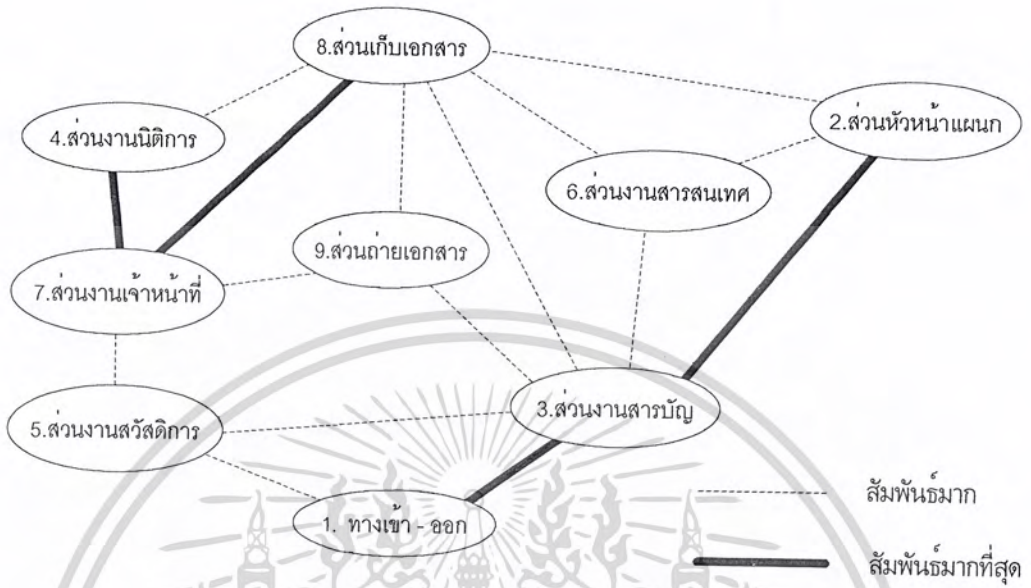 8.ส่วนเก็บเอกสาร
4.ส่วนงานนิติการ
2.ส่วนหัวหน้าแผนก
6.ส่วนงานสารสนเทศ
9.ส่วนถ่ายเอกสาร
7.ส่วนงานเจ้าหน้าที่
3.ส่วนงานสารบัญ
5.ส่วนงานสวัสดิการ
1. ทางเข้า - ออก
สัมพันธ์มาก
สัมพันธ์มากที่สุด